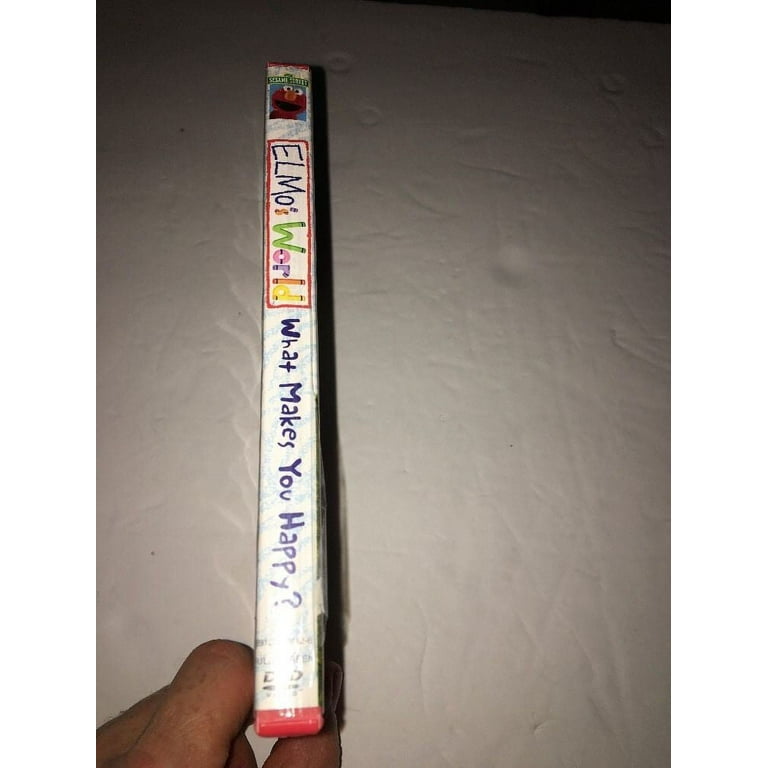 SESAME STREET
ELMO's World
What Makes You Happy?